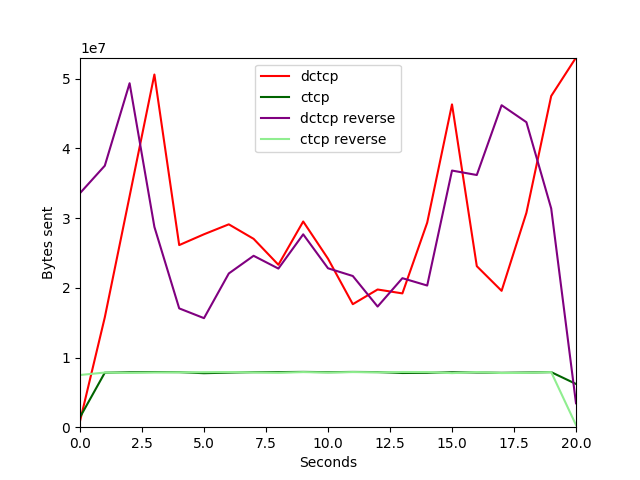 1e7
5
4
3
2
1
0
Bytes sent
dctcp
ctcp
dctcp reverse
ctcp reverse
0.0 2.5 5.0 7.5 10.0 12.5 15.0 17.5 20.0
Seconds